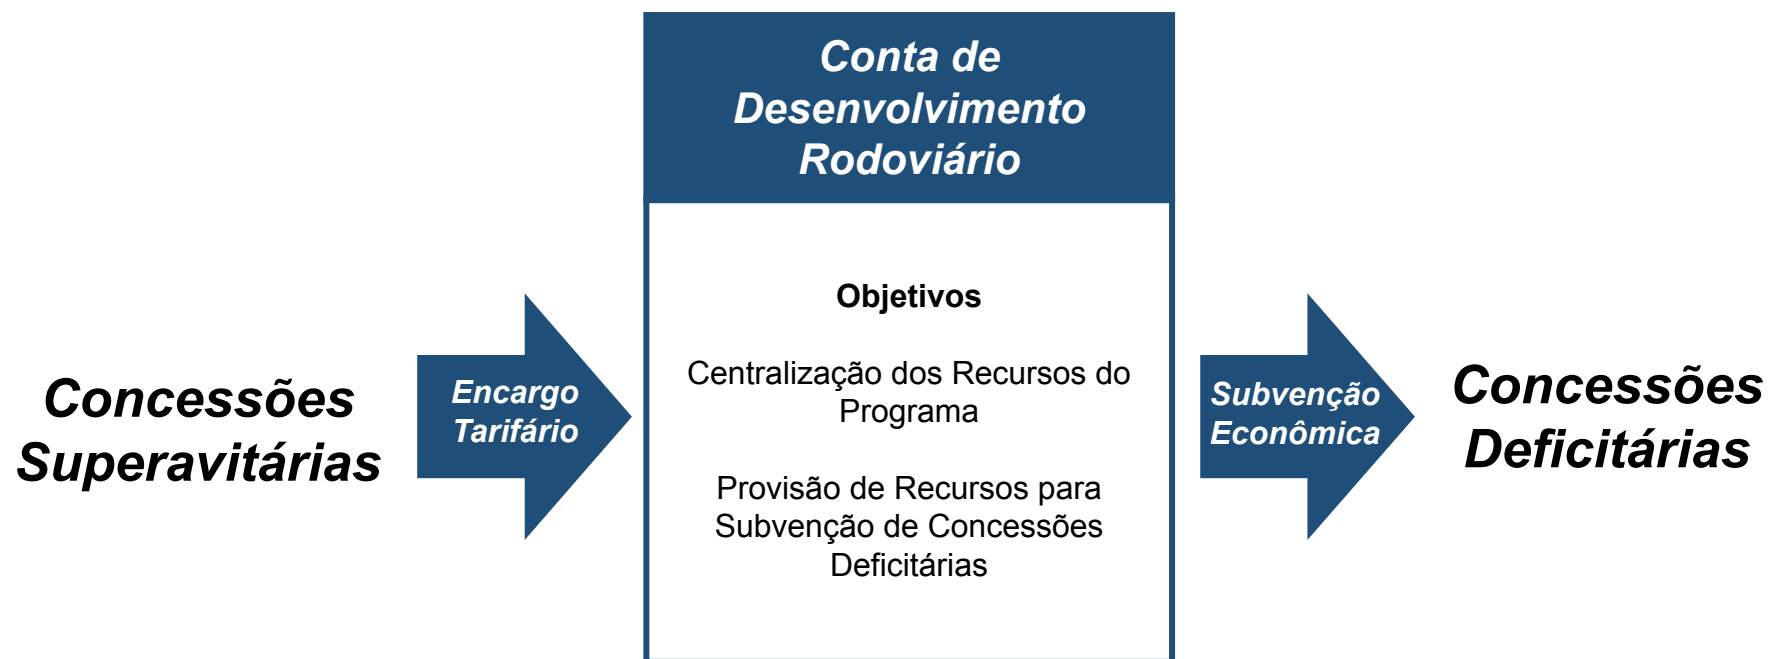 Conta de
Desenvolvimento
Rodoviário
Objetivos
Centralização dos Recursos do
Programa
Provisão de Recursos para
Subvenção de Concessões
Deficitárias
Concessões
Superavitárias
Encargo
Tarifário
Subvenção
Econômica
Concessões
Deficitárias